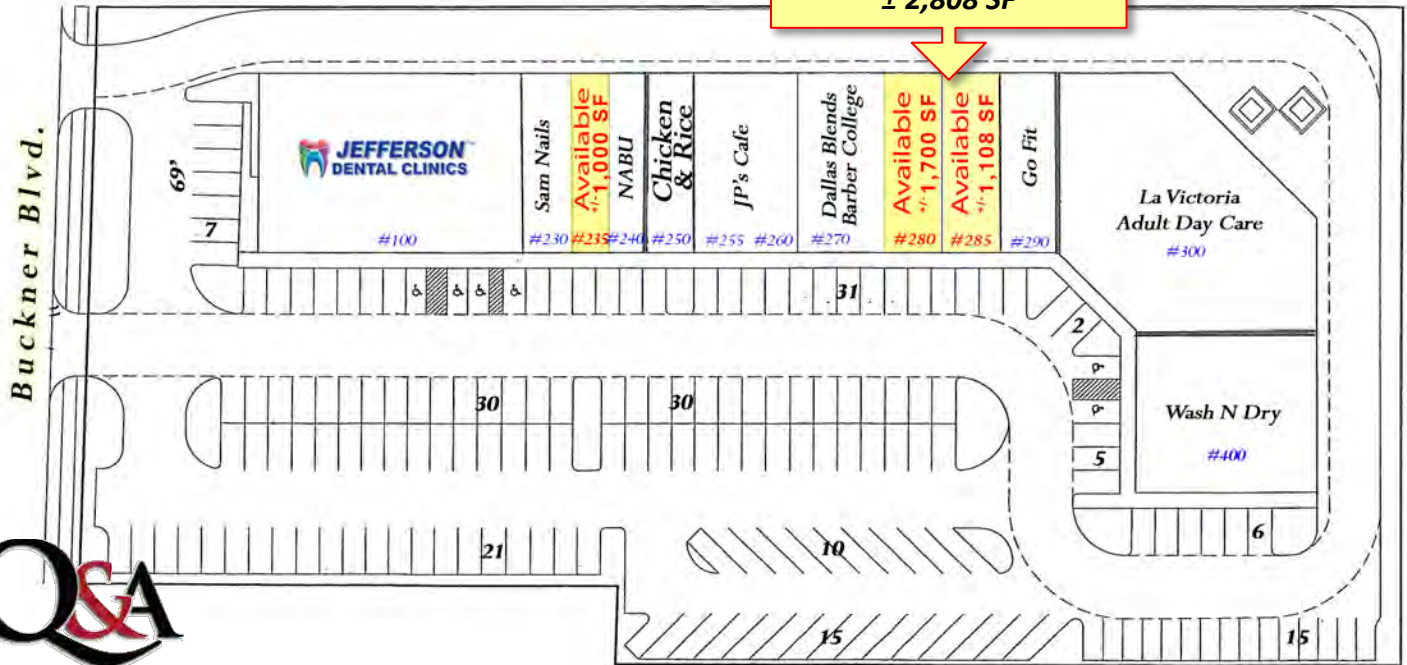 ± 2,808 SF
Buckner Blvd.
69'
7
JEFFERSON™
DENTAL CLINICS
#100
Sam Nails
#230
Available
+/-1,000 SF
#235
NABU
#240
Chicken
& Rice
#250
JP's Cafe
#255 #260
Dallas Blends
Barber College
#270
Available
+/-1,700 SF
#280
Available
+/-1,108 SF
#285
Go Fit
#290
La Victoria
Adult Day Care
#300
31
2
30
30
Wash N Dry
#400
5
6
21
10
15
15
Q&A